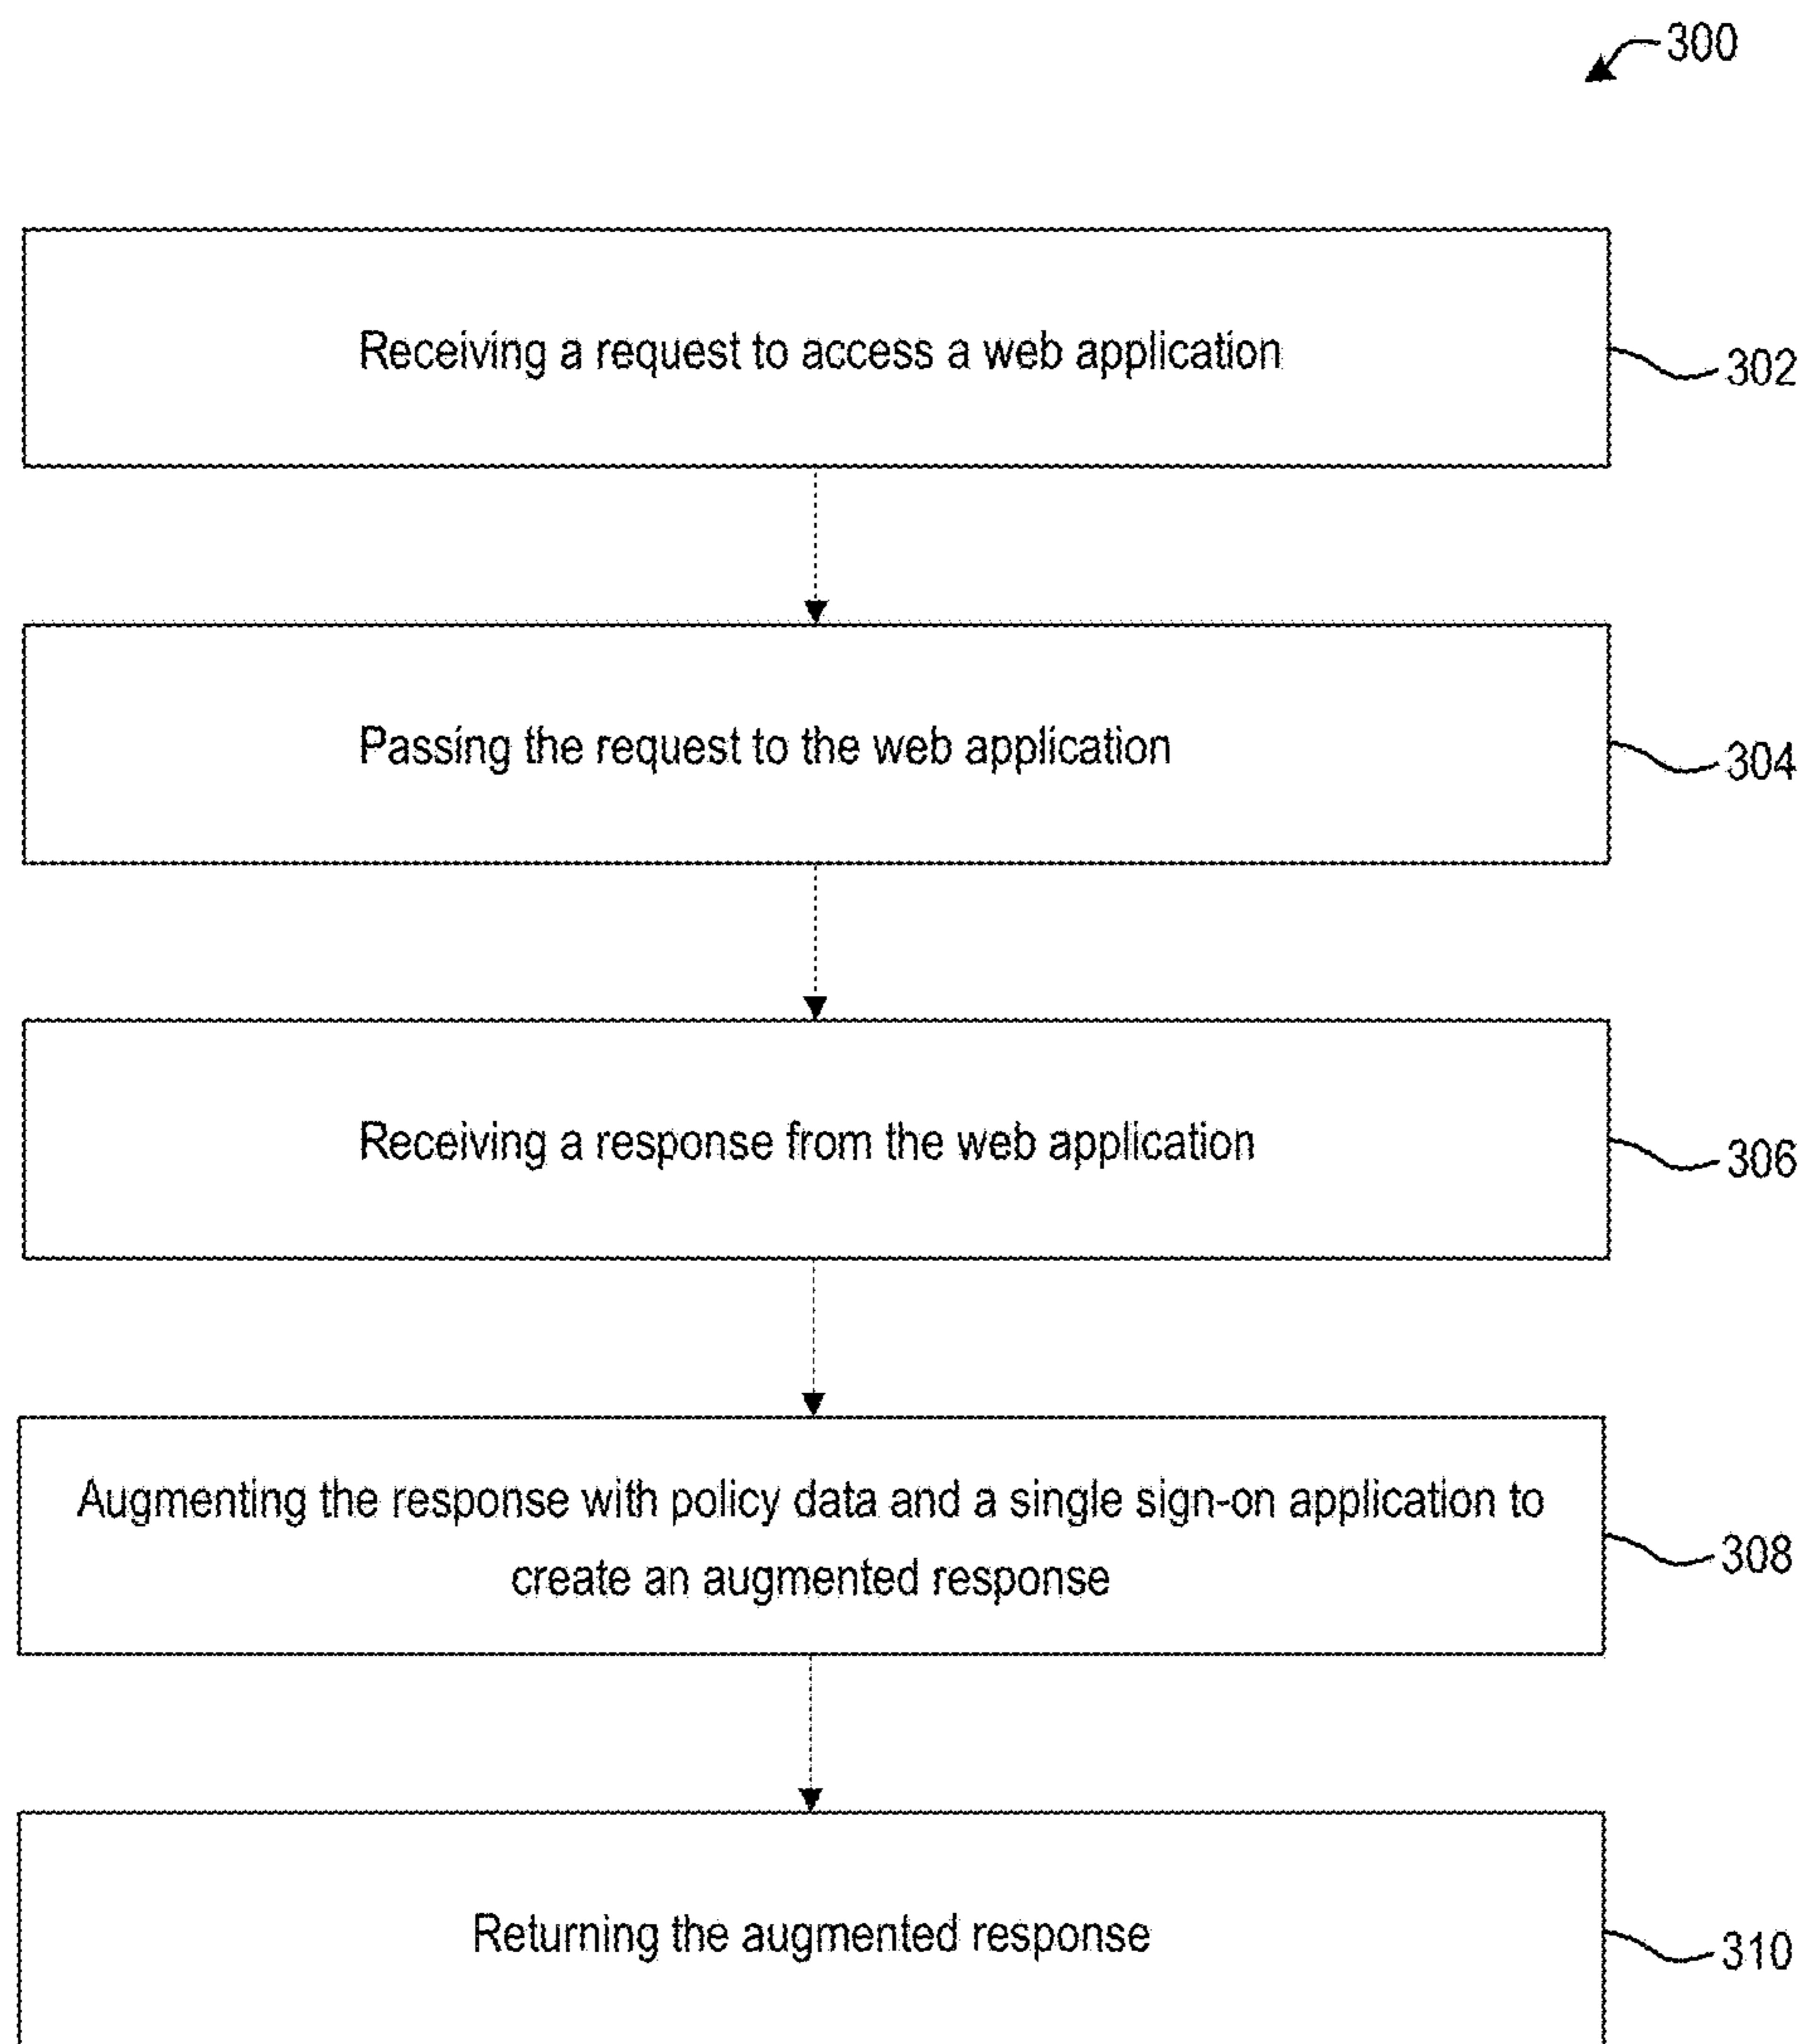 300
Receiving a request to access a web application
302
Passing the request to the web application
304
Receiving a response from the web application
306
Augmenting the response with policy data and a single sign-on application to
create an augmented response
308
Returning the augmented response
310